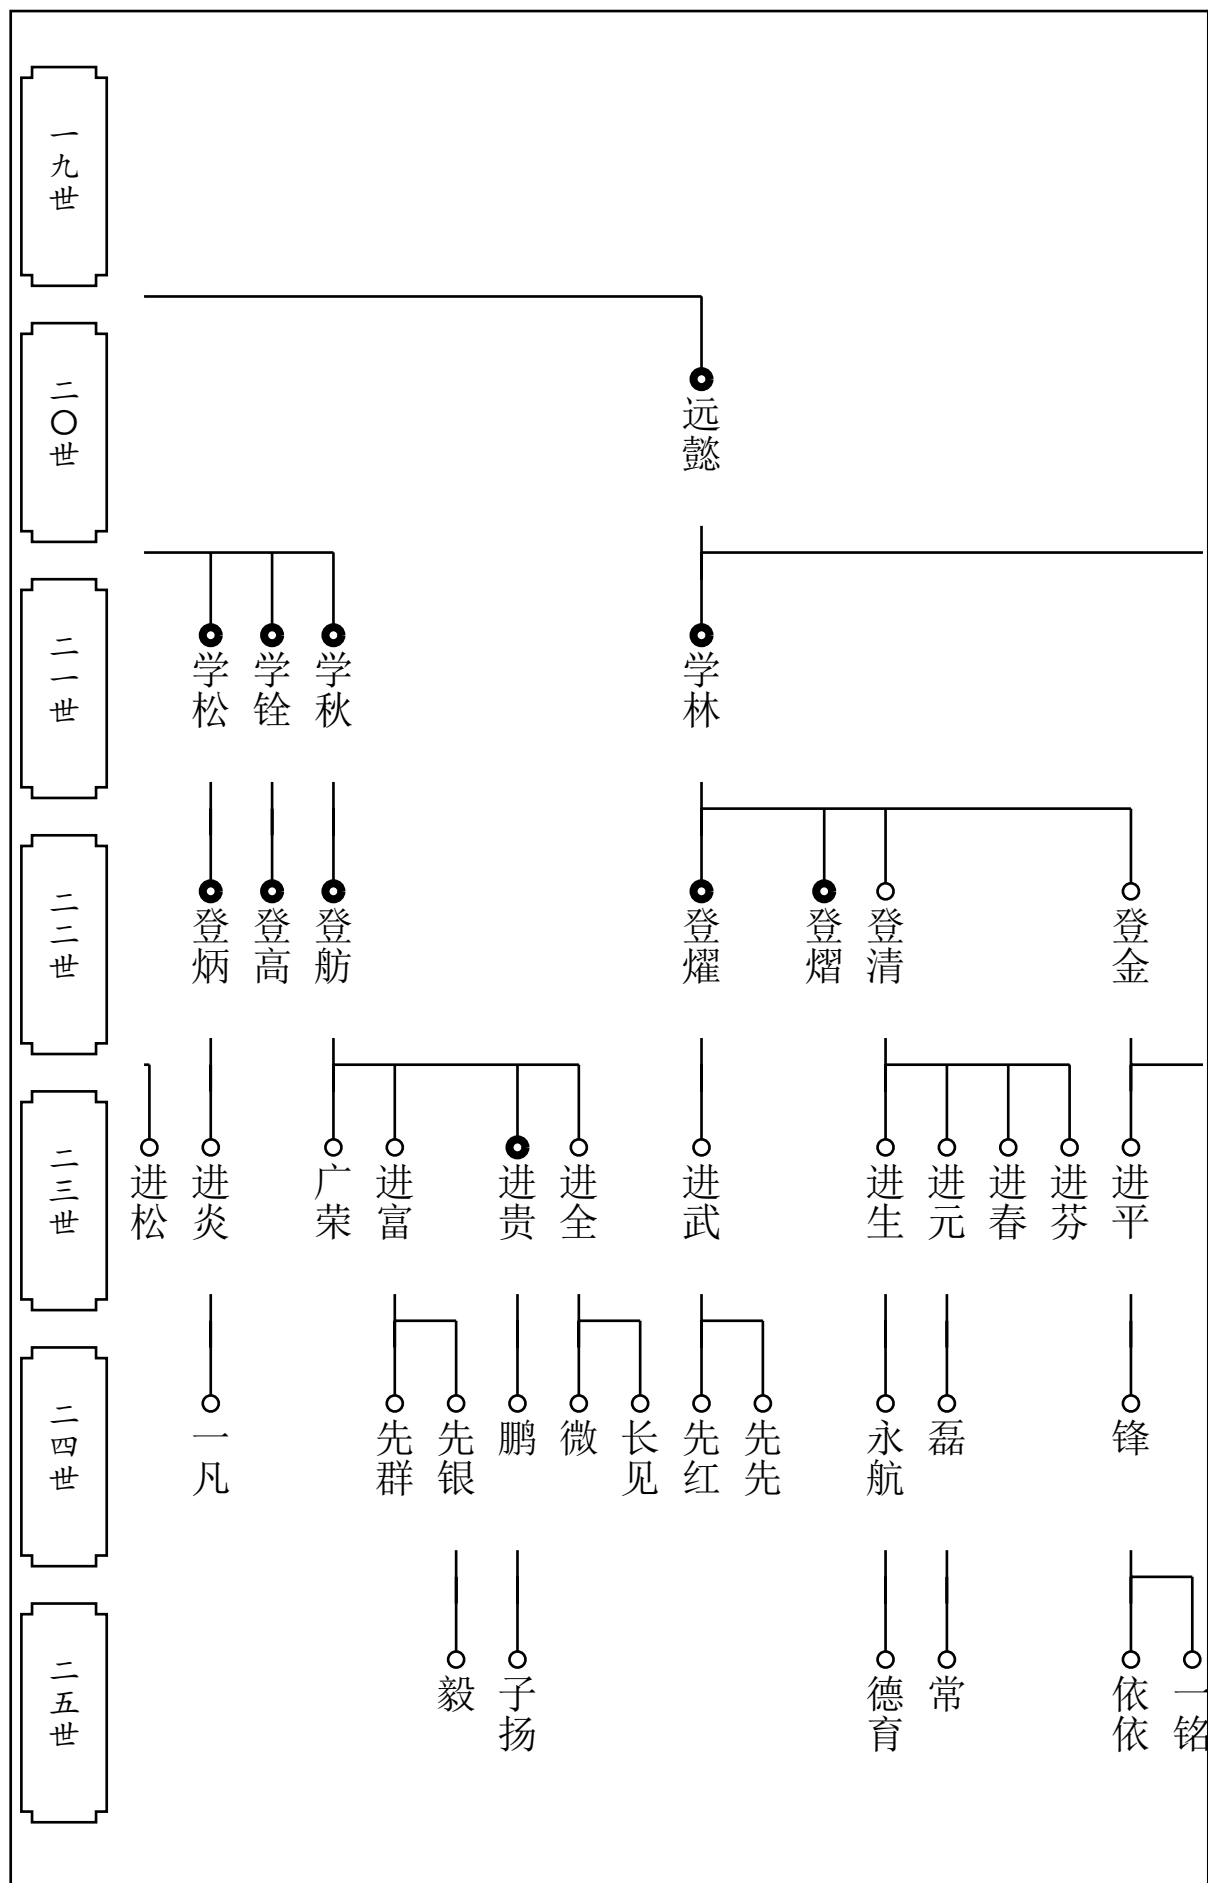 一九世
二〇世
远懿
二一世
学松
学铨
学秋
学林
二二世
登炳
登高
登舫
登燿
登熠
登清
登金
二三世
进松
进炎
广荣
进富
进贵
进全
进武
进生
进元
进春
进芬
进平
二四世
一凡
先群
先银
鹏
微
长见
先红
先先
永航
磊
锋
二五世
毅
子扬
德育
常
依依
一铭